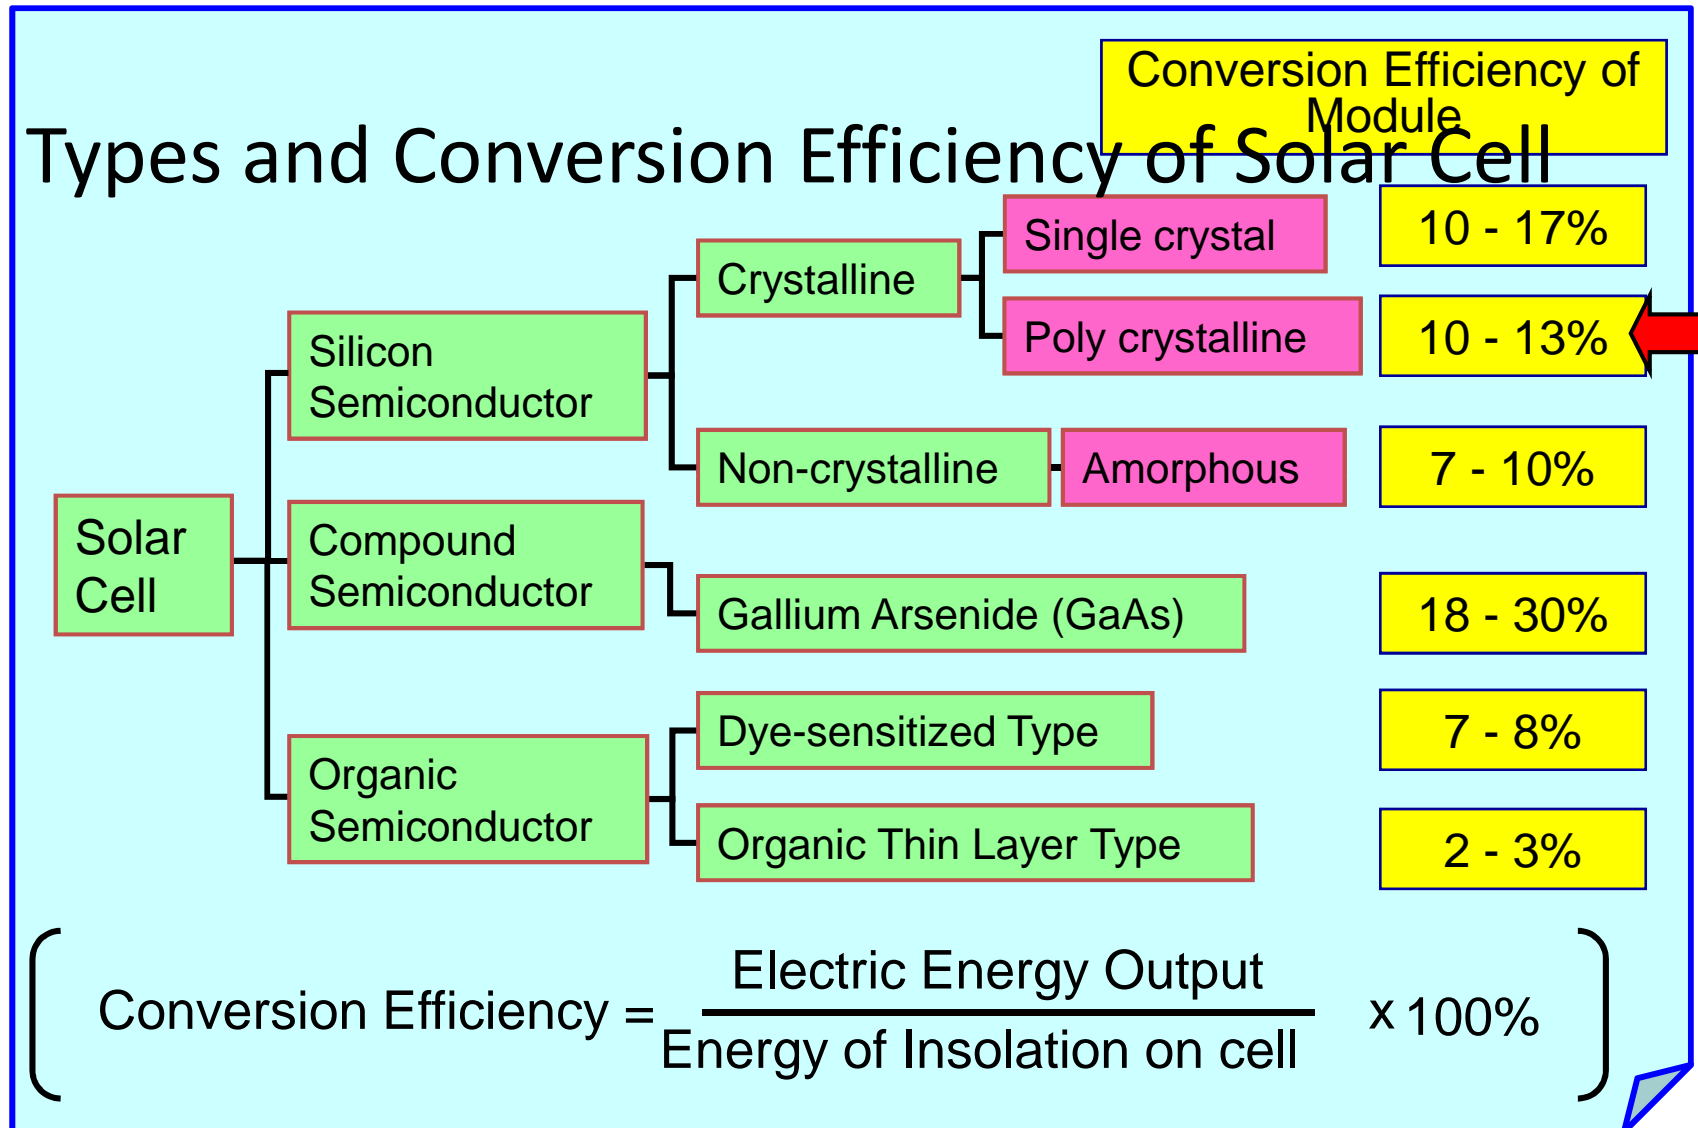 Conversion Efficiency of
Module
Types and Conversion Efficiency of Solar Cell
Single crystal
10 - 17%
Crystalline
Poly crystalline
10 - 13%
Silicon
Semiconductor
Non-crystalline
Amorphous
7 - 10%
Solar
Cell
Compound
Semiconductor
Gallium Arsenide (GaAs)
18 - 30%
Dye-sensitized Type
7 - 8%
Organic
Semiconductor
Organic Thin Layer Type
2 - 3%
Electric Energy Output
Conversion Efficiency = x 100%
Energy of Insolation on cell